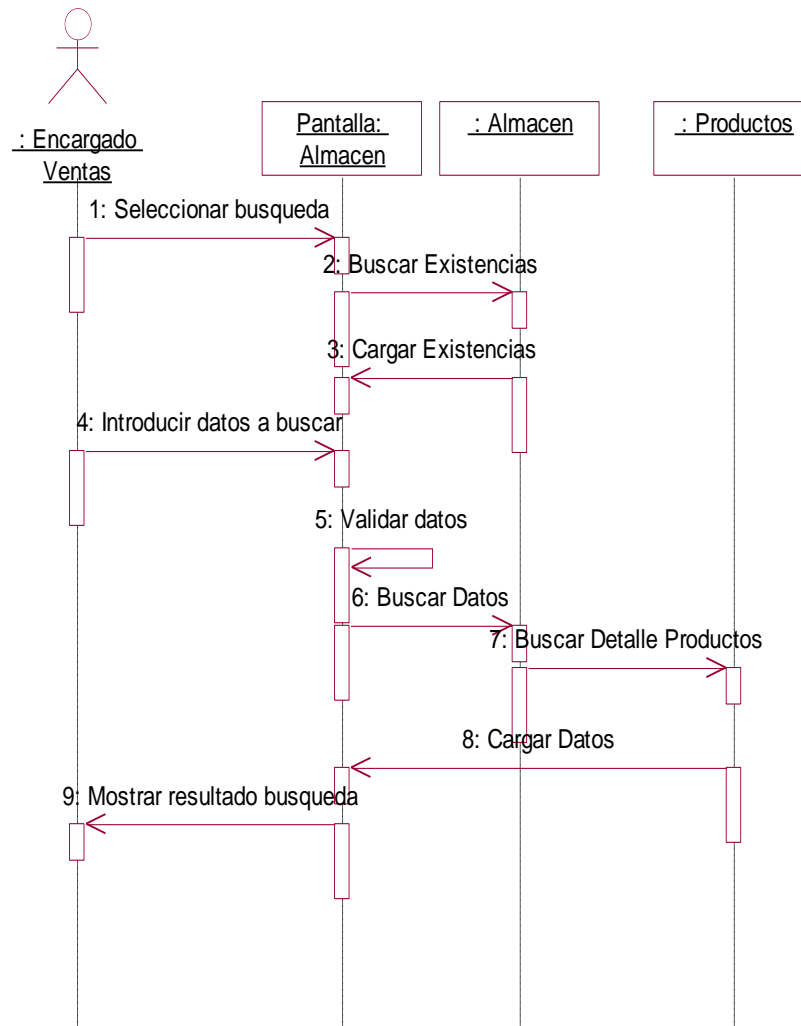 : Encargado
Ventas
Pantalla:
Almacen
: Almacen
: Productos
1: Seleccionar busqueda
2: Buscar Existencias
3: Cargar Existencias
4: Introducir datos a buscar
5: Validar datos
6: Buscar Datos
7: Buscar Detalle Productos
8: Cargar Datos
9: Mostrar resultado busqueda